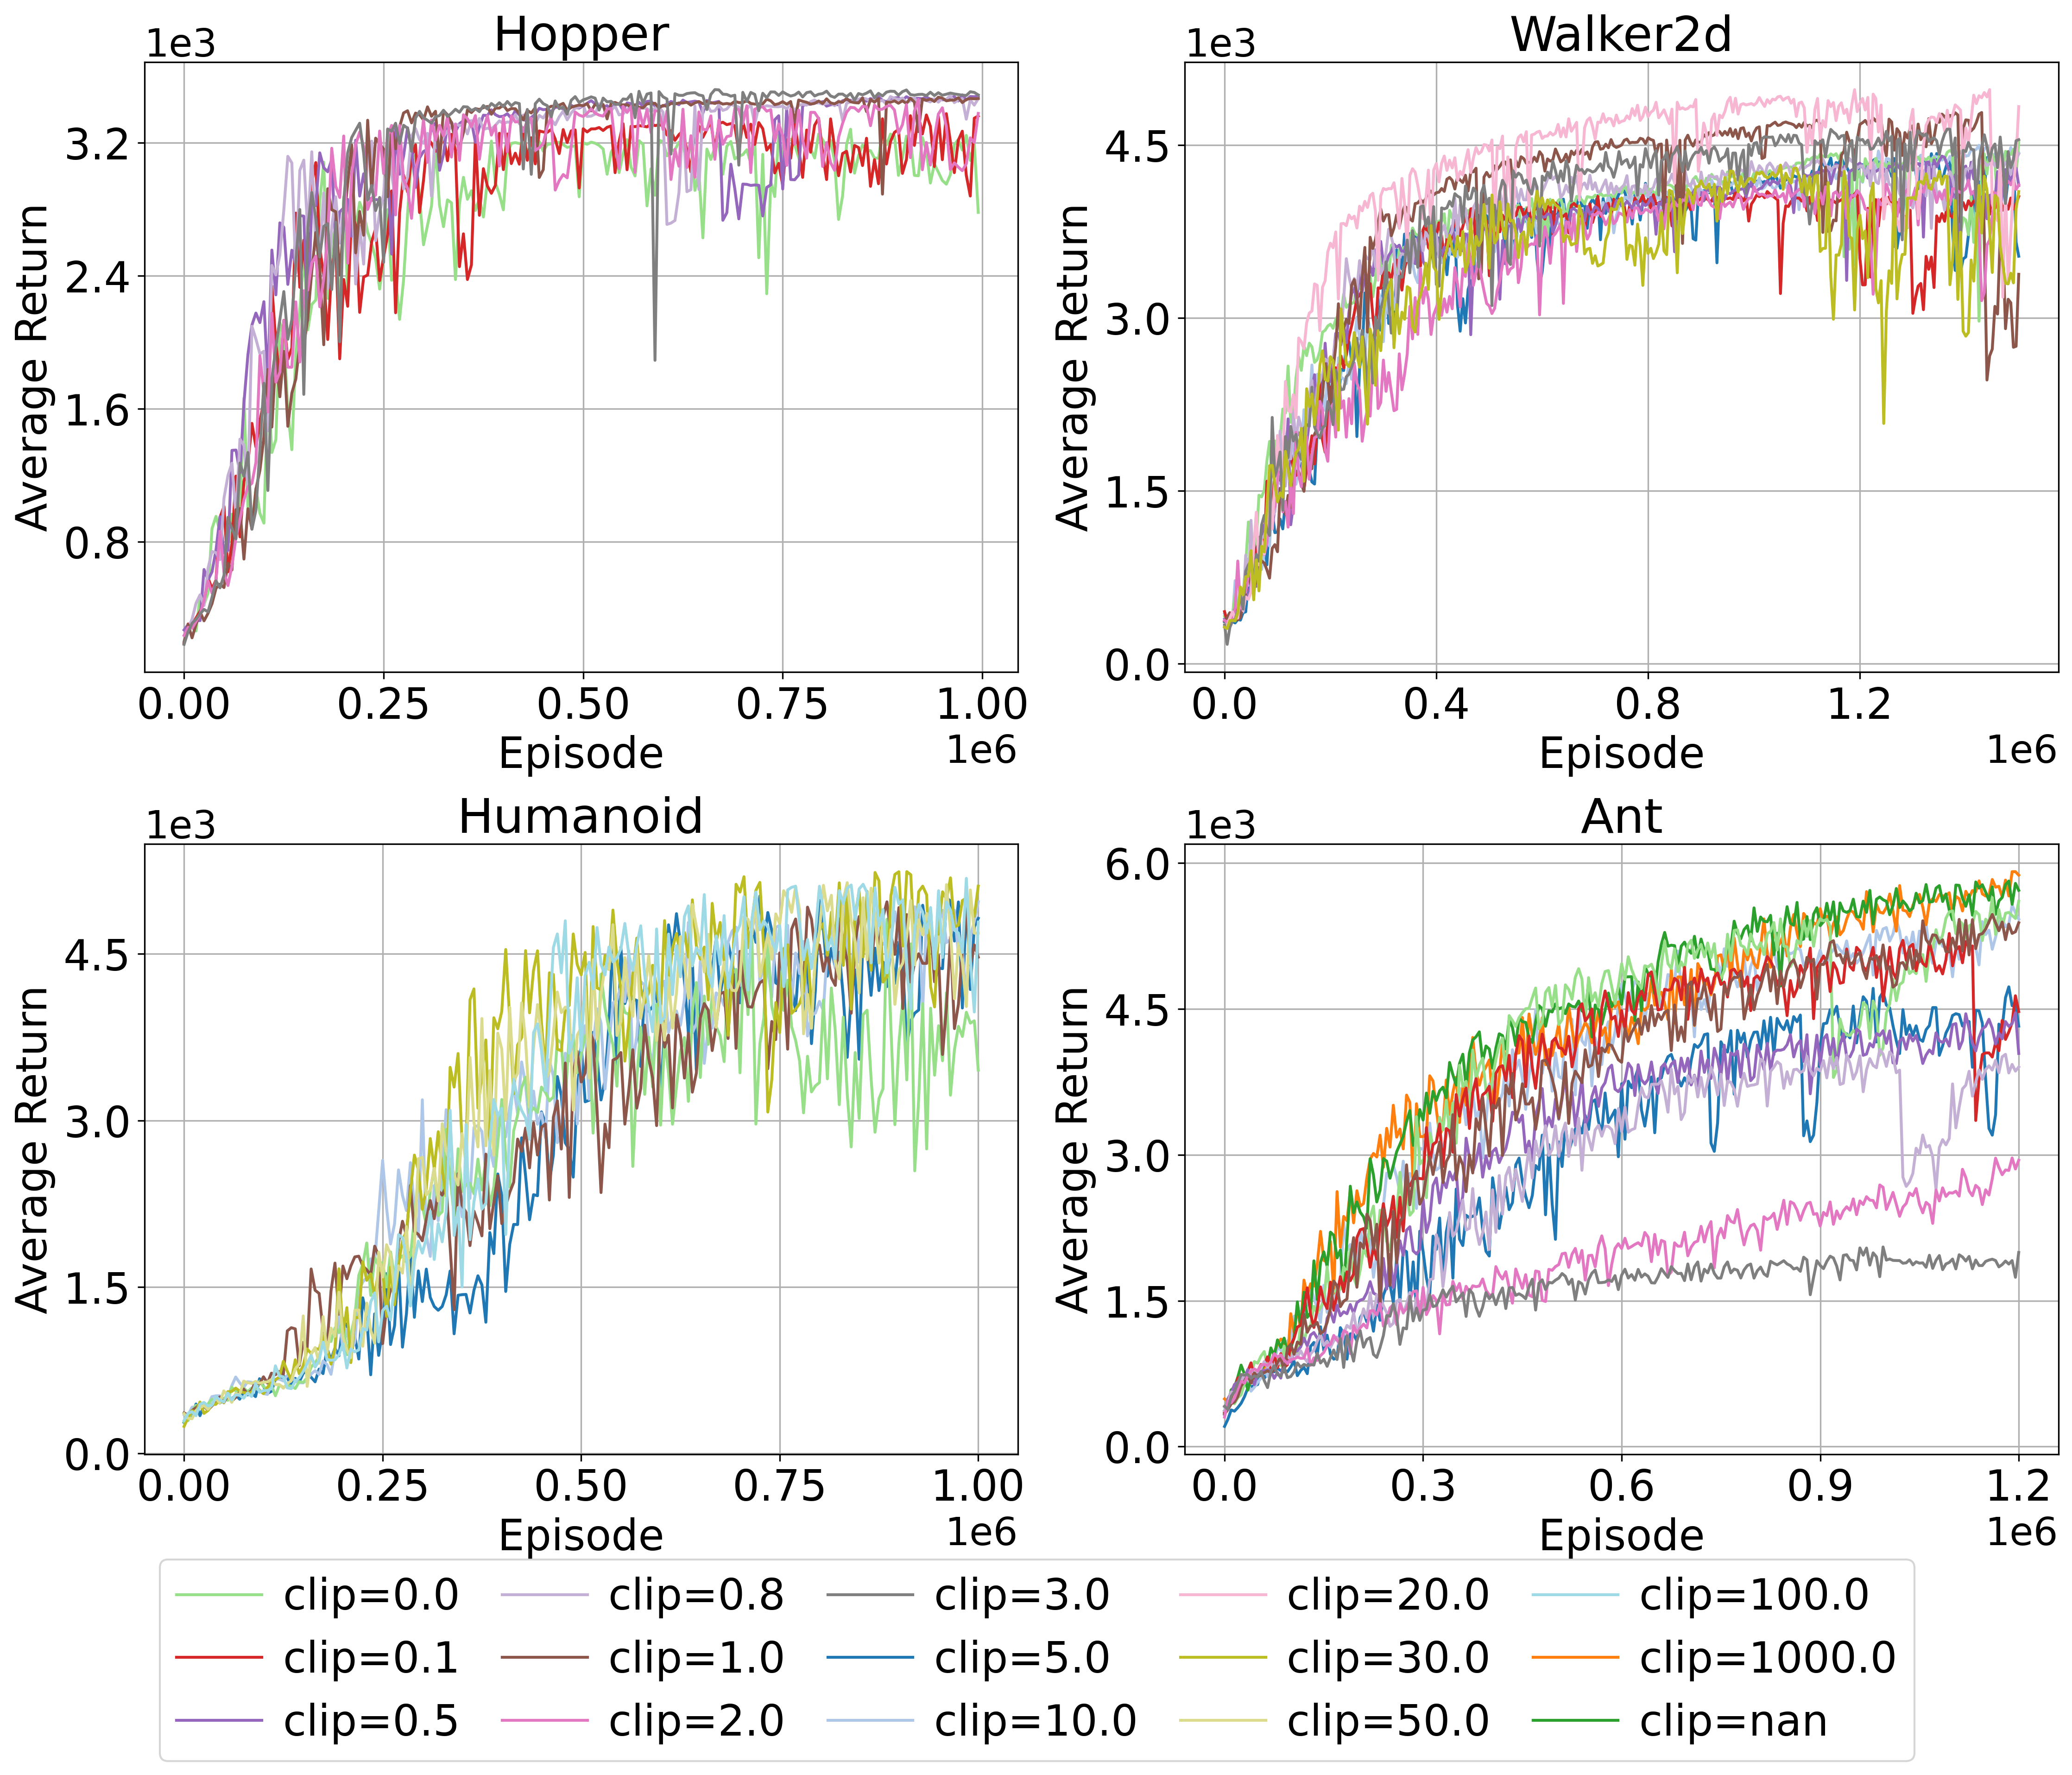 Hopper
1e3
Average Return
3.2
2.4
1.6
0.8
0.00 0.25 0.50 0.75 1.00
Episode
1e6
Walker2d
1e3
Average Return
4.5
3.0
1.5
0.0
0.0 0.4 0.8 1.2
Episode
1e6
Humanoid
1e3
Average Return
4.5
3.0
1.5
0.0
0.00 0.25 0.50 0.75 1.00
Episode
1e6
Ant
1e3
Average Return
6.0
4.5
3.0
1.5
0.0
0.0 0.3 0.6 0.9 1.2
Episode
1e6
clip=0.0 clip=0.8 clip=3.0 clip=20.0 clip=100.0
clip=0.1 clip=1.0 clip=5.0 clip=30.0 clip=1000.0
clip=0.5 clip=2.0 clip=10.0 clip=50.0 clip=nan